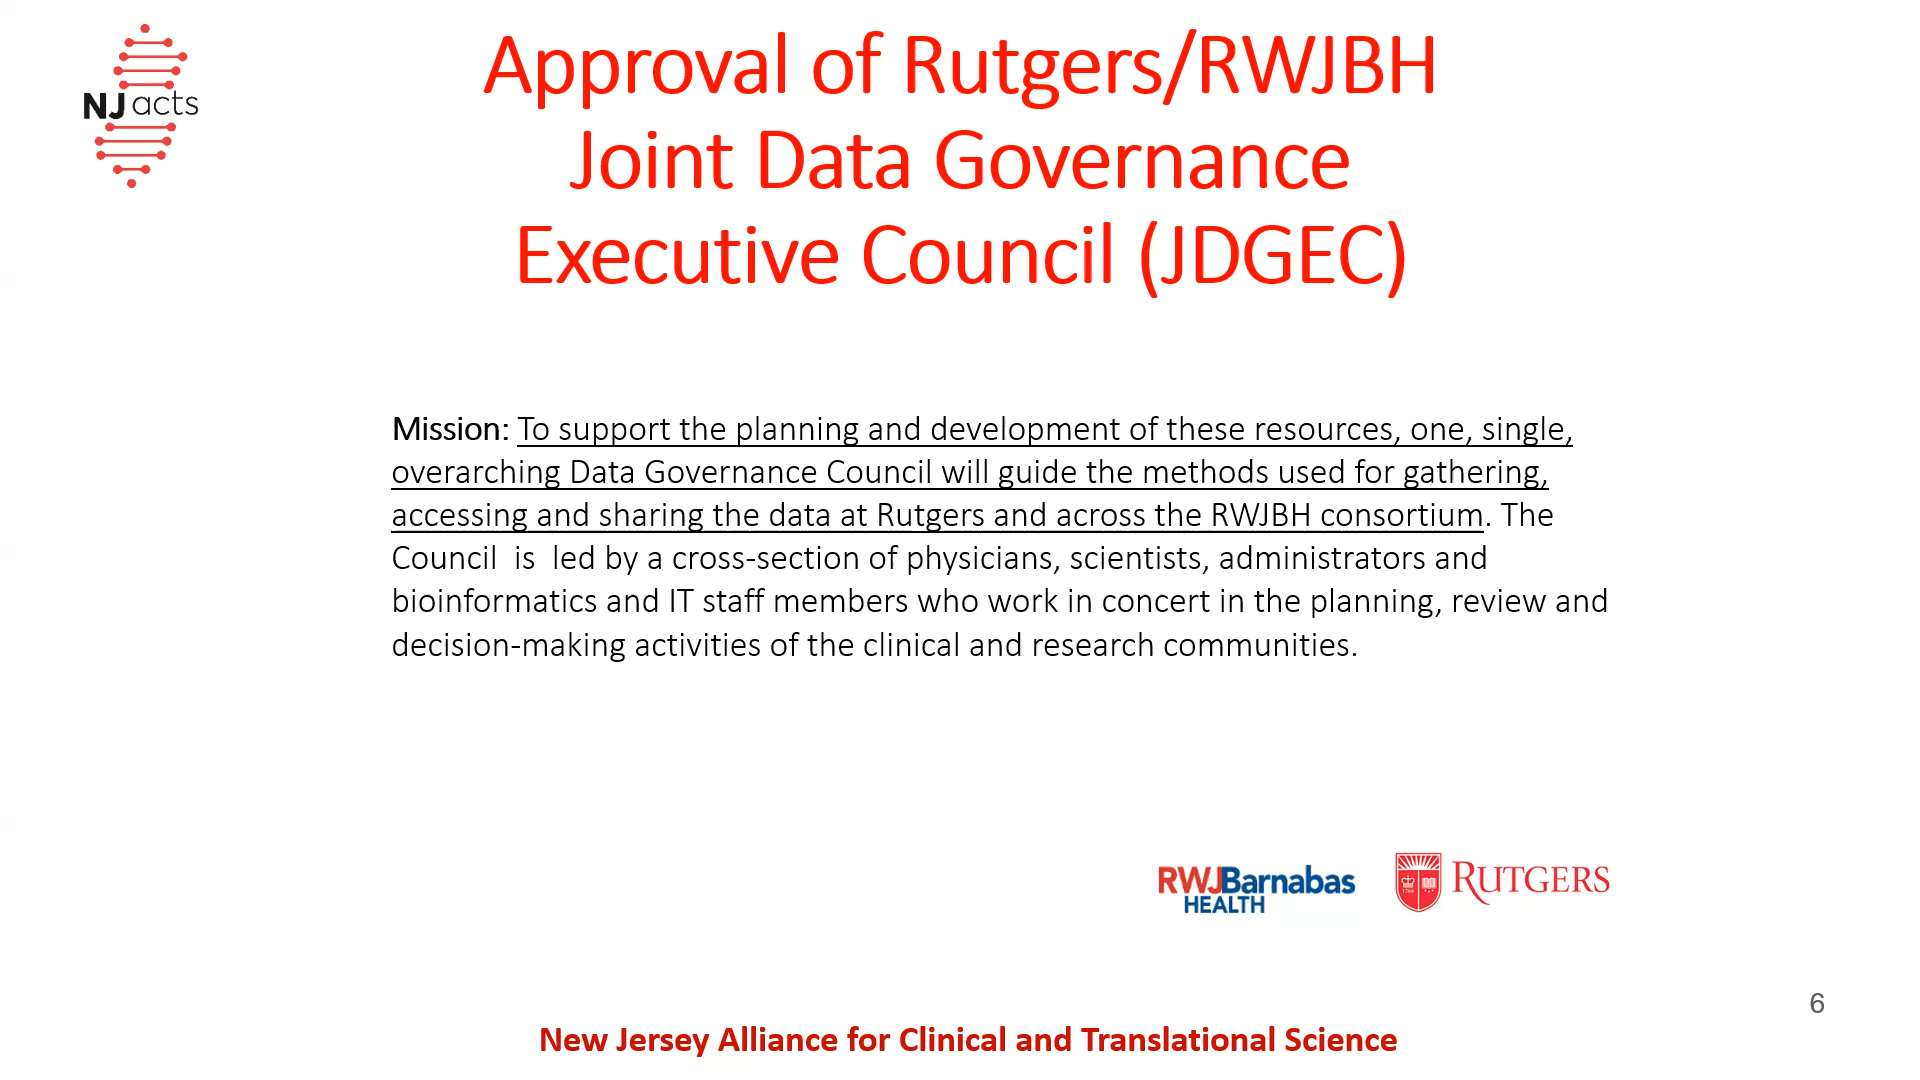 NJ acts
Approval of Rutgers/RWJBH
Joint Data Governance
Executive Council (JDGEC)
Mission: To support the planning and development of these resources, one, single,
overarching Data Governance Council will guide the methods used for gathering,
accessing and sharing the data at Rutgers and across the RWJBH consortium. The
Council  is  led by a cross-section of physicians, scientists, administrators and
bioinformatics and IT staff members who work in concert in the planning, review and
decision-making activities of the clinical and research communities.
RWJBarnabas
HEALTH
1766
RUTGERS
6
New Jersey Alliance for Clinical and Translational Science